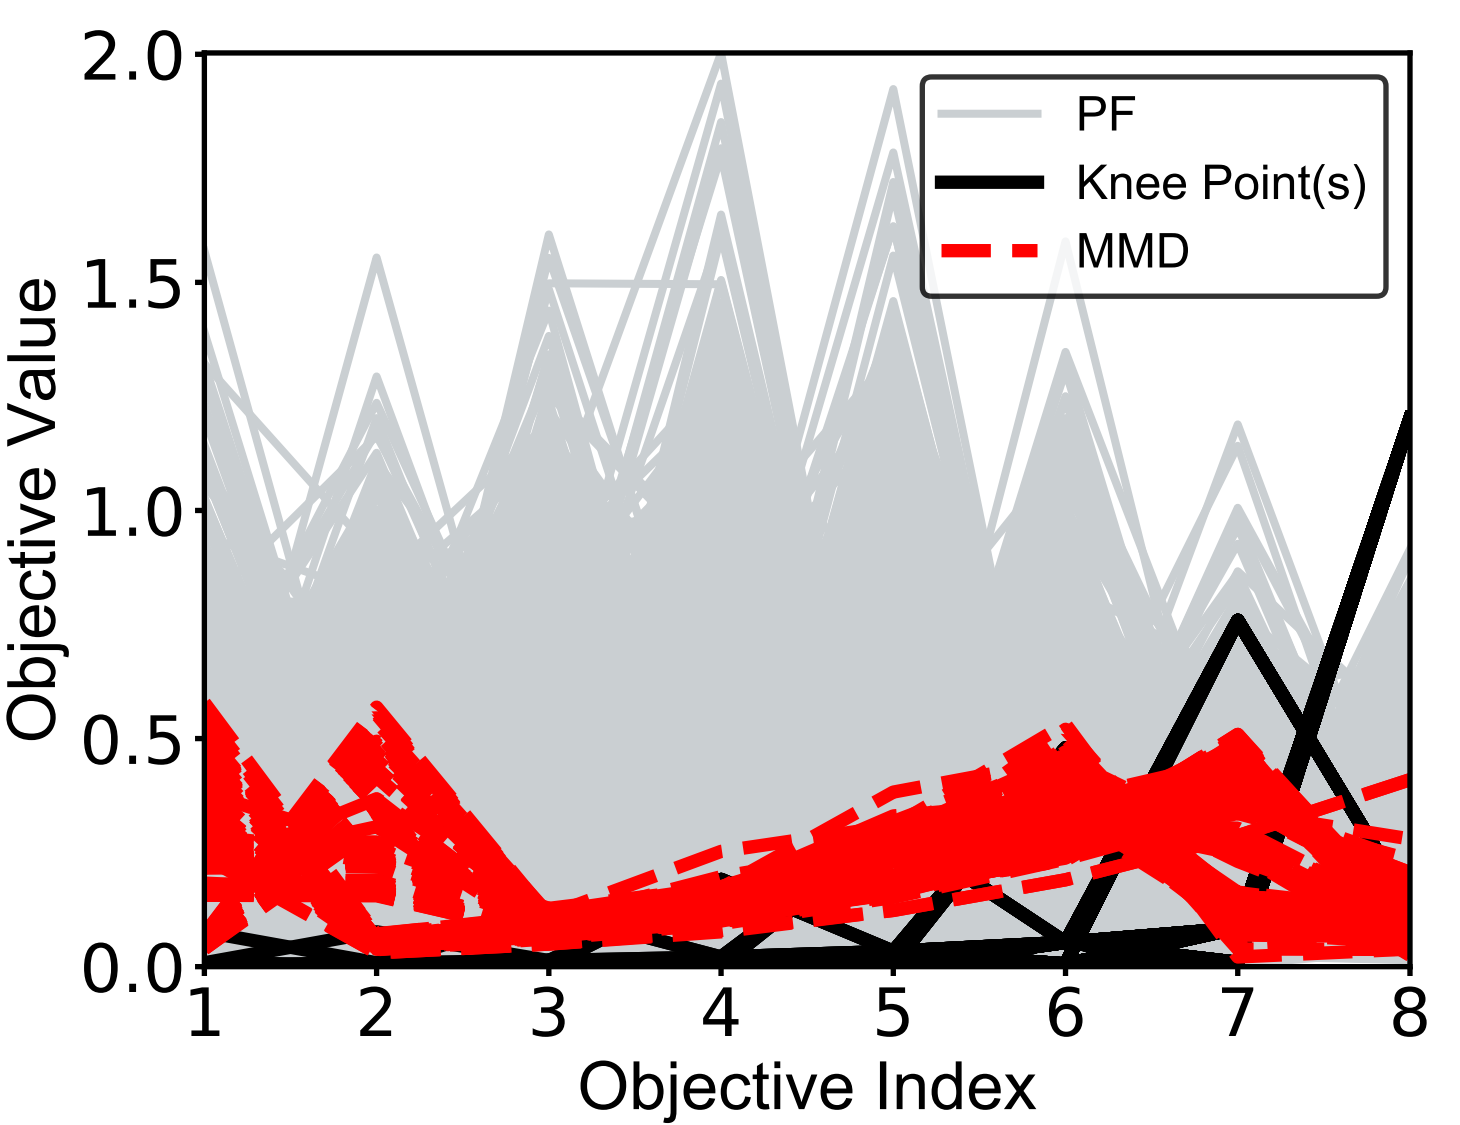 2.0
1.5
1.0
0.5
0.0
Objective Value
PF
Knee Point(s)
MMD
1 2 3 4 5 6 7 8
Objective Index